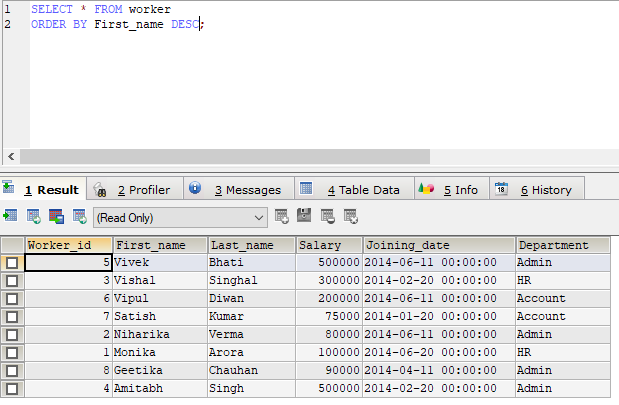 1 SELECT * FROM worker
2 ORDER BY First_name DESC;
1 Result 2 Profiler 3 Messages 4 Table Data 5 Info 6 History
(Read Only)
Worker_id First_name Last_name Salary Joining_date Department
5 Vivek Bhati 500000 2014-06-11 00:00:00 Admin
3 Vishal Singhal 300000 2014-02-20 00:00:00 HR
6 Vipul Diwan 200000 2014-06-11 00:00:00 Account
7 Satish Kumar 75000 2014-01-20 00:00:00 Account
2 Niharika Verma 80000 2014-06-11 00:00:00 Admin
1 Monika Arora 100000 2014-06-20 00:00:00 HR
8 Geetika Chauhan 90000 2014-04-11 00:00:00 Admin
4 Amitabh Singh 500000 2014-02-20 00:00:00 Admin